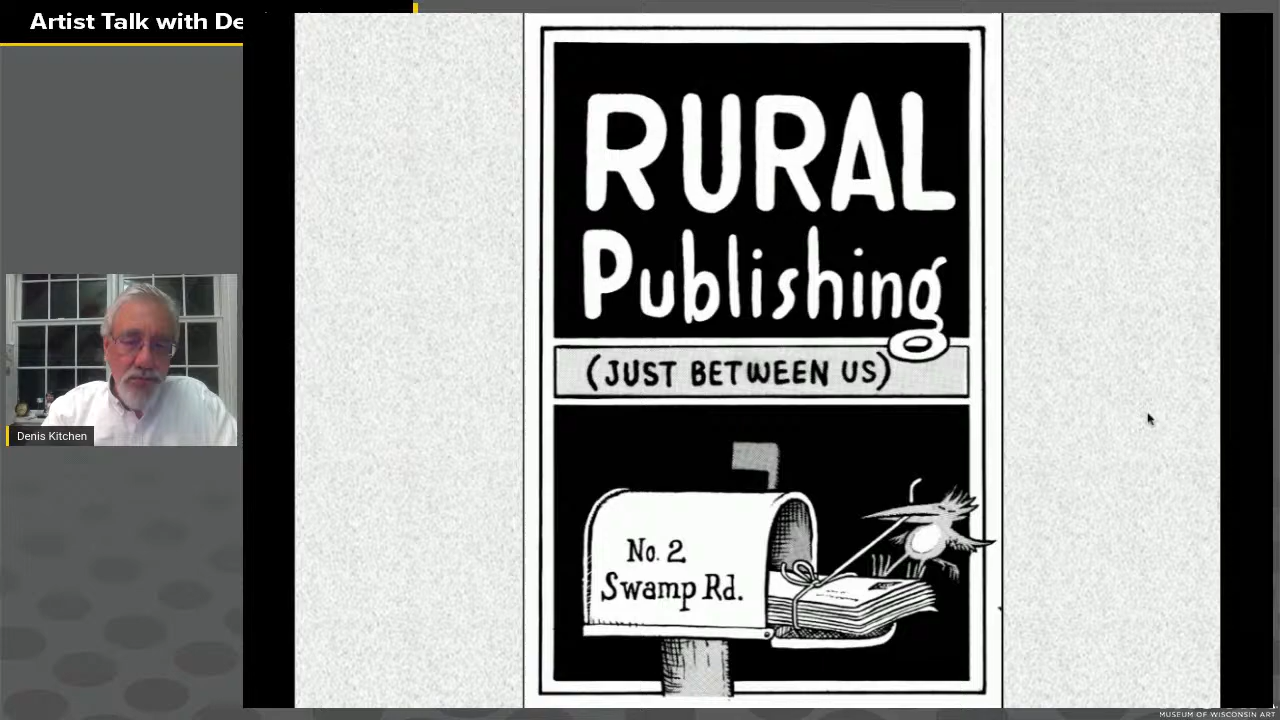 Artist Talk with De
RURAL
Publishing
(JUST BETWEEN US)
No. 2
Swamp Rd.
Denis Kitchen
MUSEUM OF WISCONSIN ART